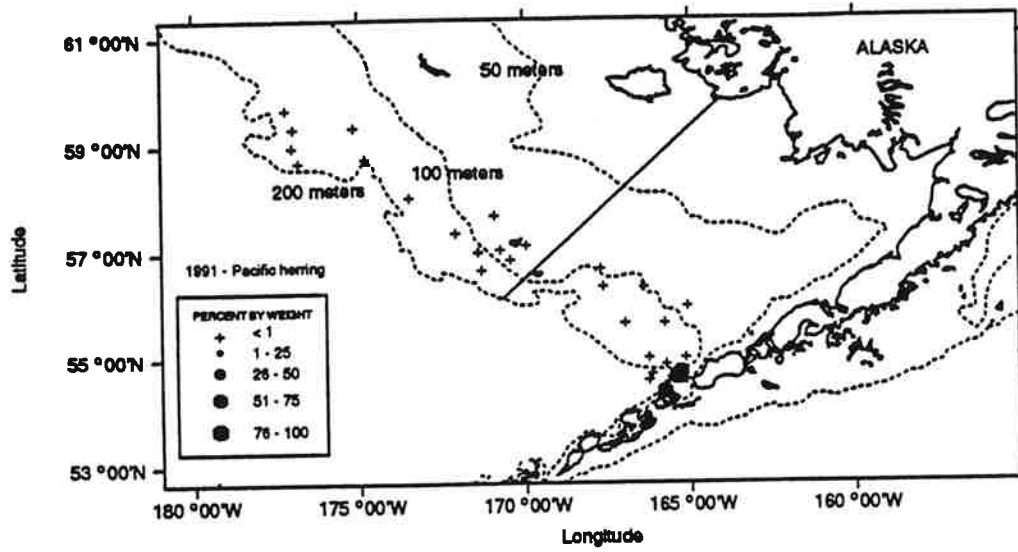 61 °00'N
59 °00'N
57 °00'N
55 °00'N
53 °00'N
Latitude
ALASKA
50 meters
100 meters
200 meters
1991 - Pacific herring
PERCENT BY WEIGHT
+ < 1
1 - 25
26 - 50
51 - 75
76 - 100
180 °00'W
175 °00'W
170 °00'W
165 °00'W
160 °00'W
Longitude